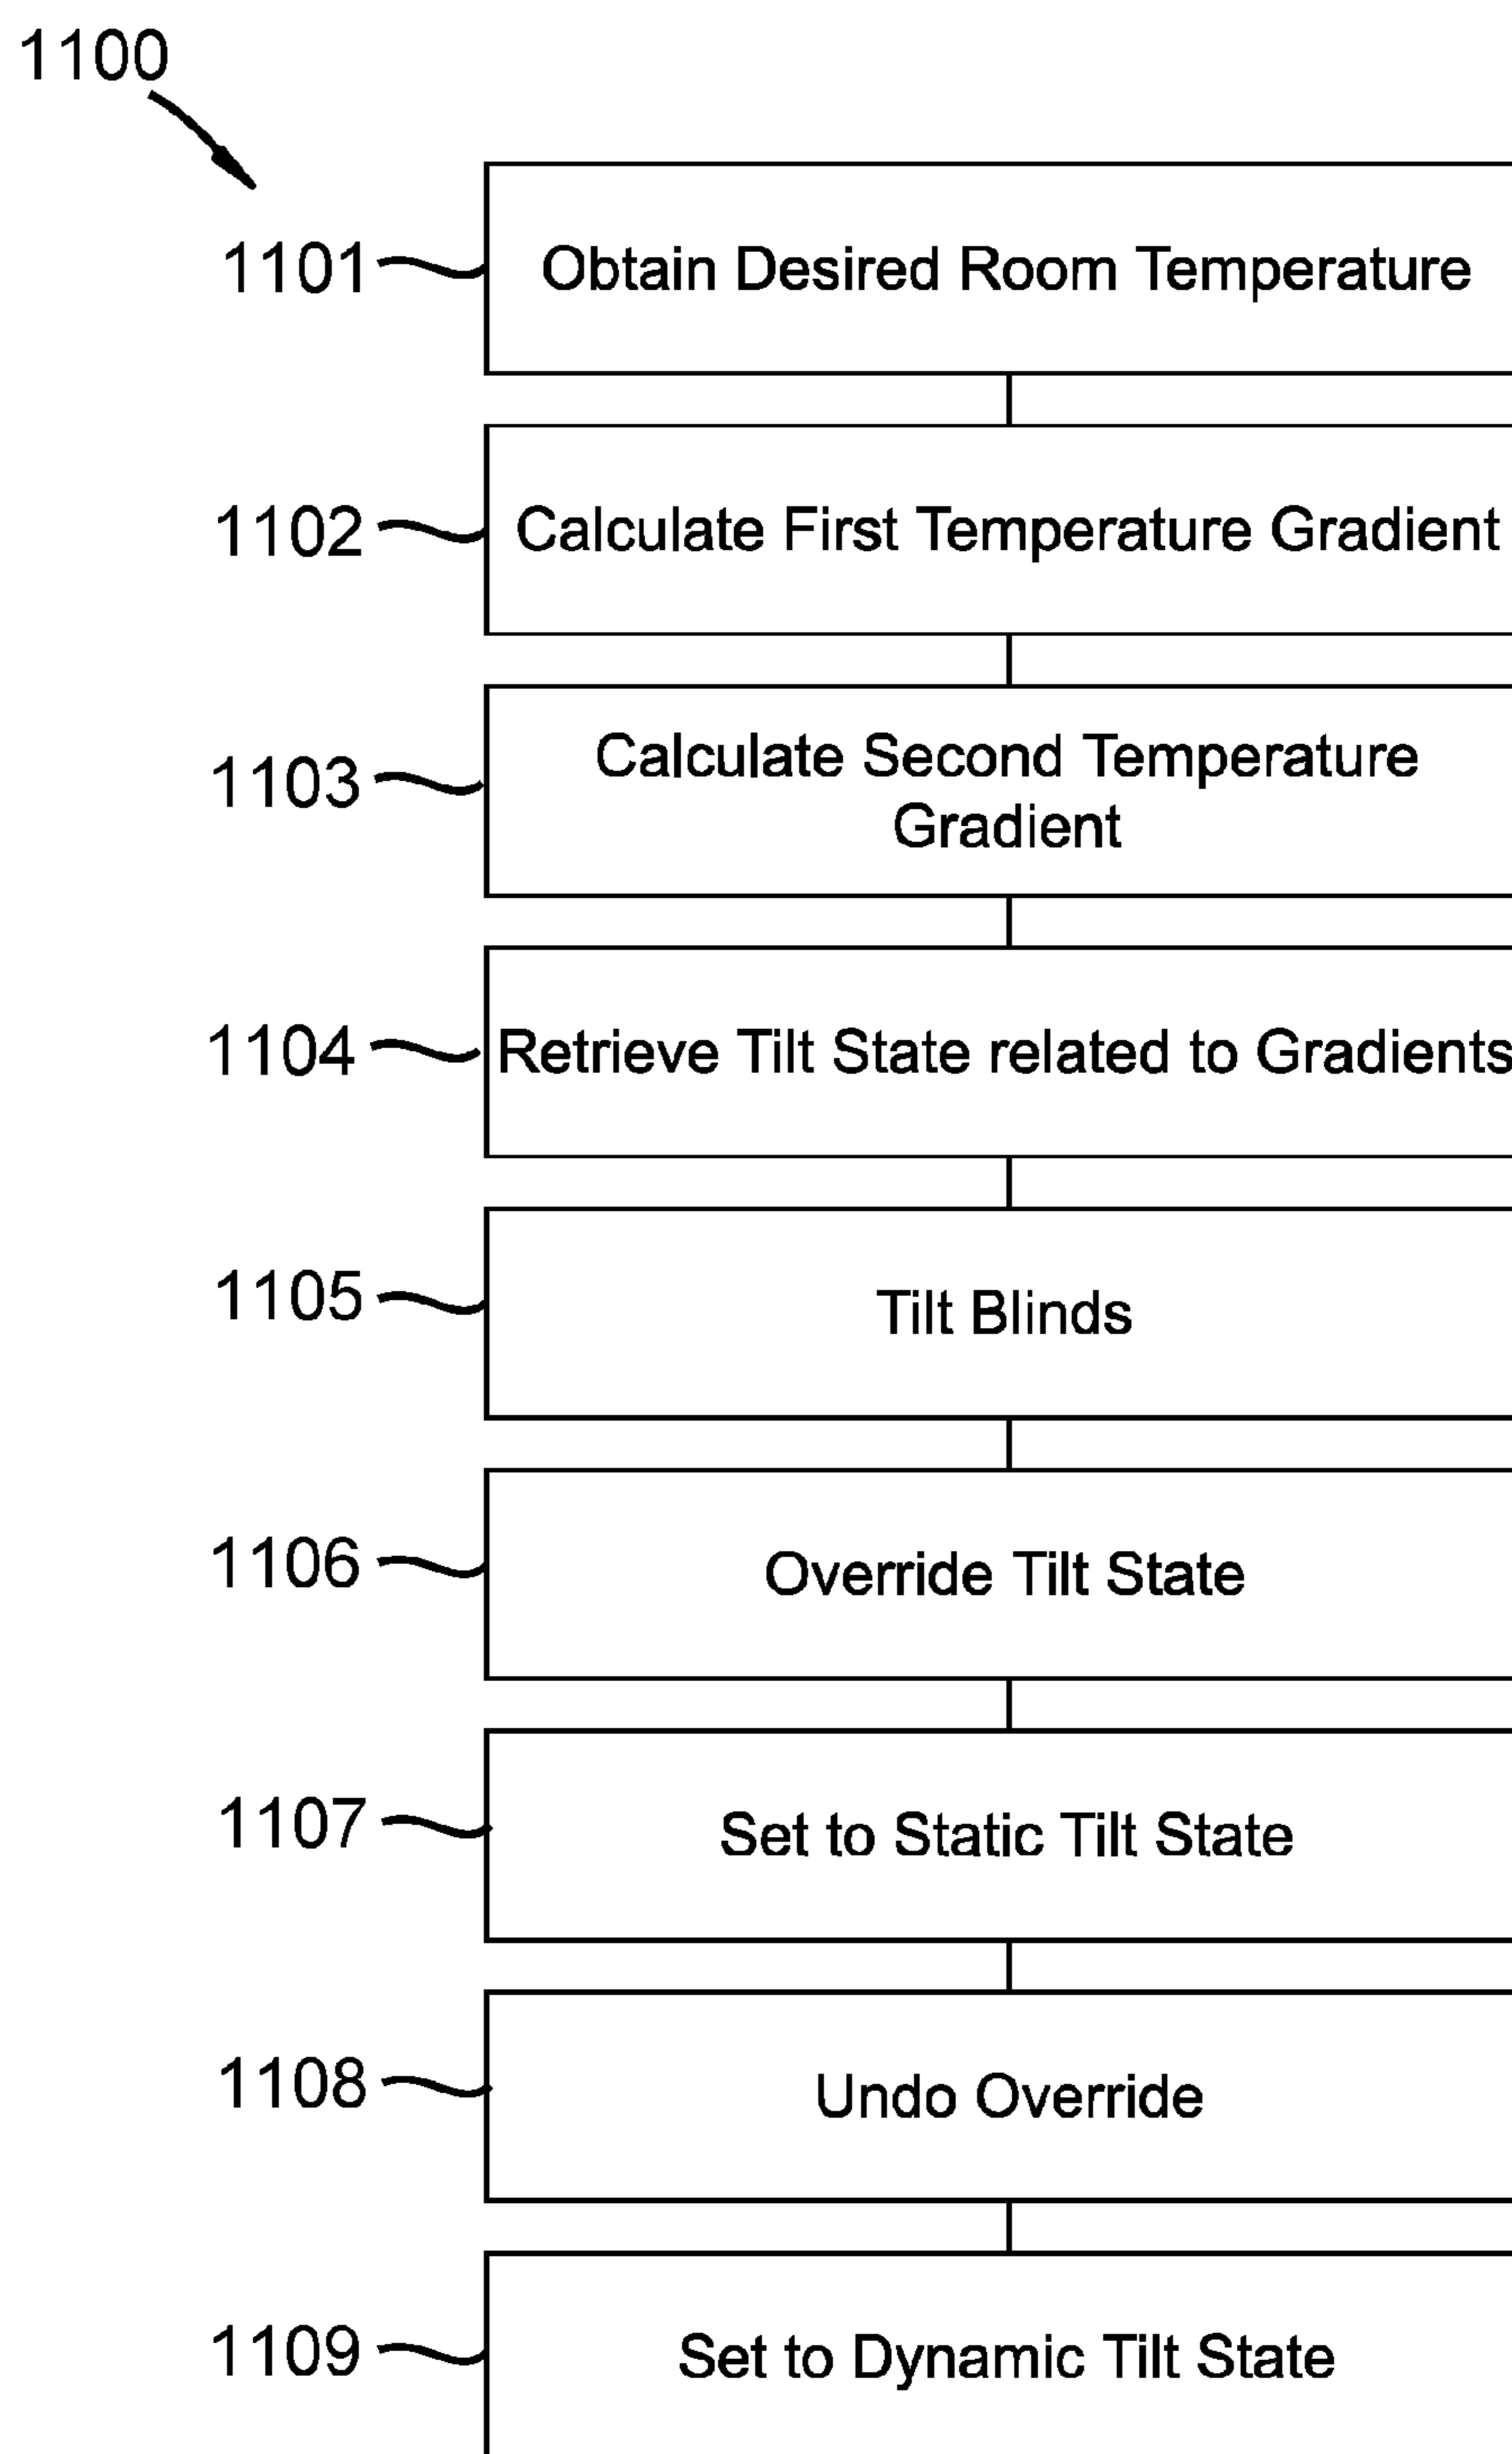 1100
1101 Obtain Desired Room Temperature
1102 Calculate First Temperature Gradient
1103 Calculate Second Temperature
Gradient
1104 Retrieve Tilt State related to Gradients
1105 Tilt Blinds
1106 Override Tilt State
1107 Set to Static Tilt State
1108 Undo Override
1109 Set to Dynamic Tilt State